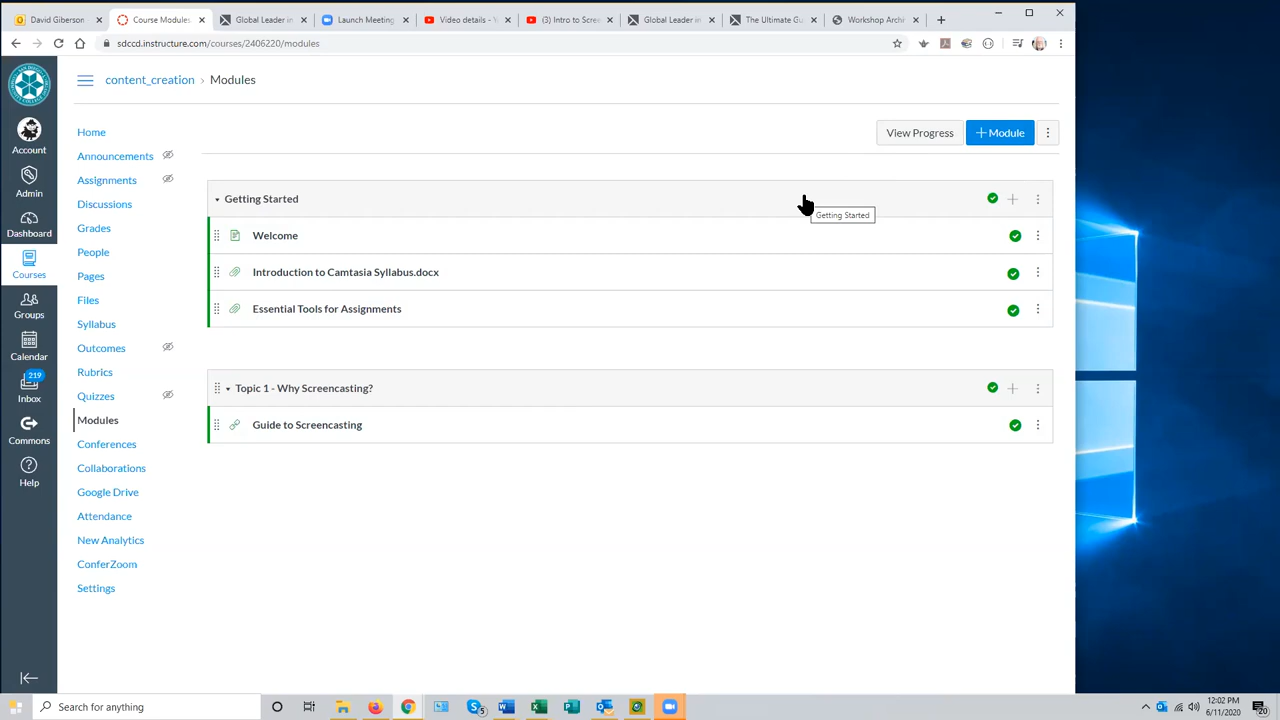 David Giberson
Course Modules
Global Leader in
Launch Meeting
Video details - Y
(3) Intro to Scree
Global Leader in
The Ultimate Gu
Workshop Archi
sdccd.instructure.com/courses/2406220/modules
content_creation › Modules
View Progress
+ Module
Account
Admin
Dashboard
Courses
Groups
Calendar
219
Inbox
Commons
Help
Home
Announcements
Assignments
Discussions
Grades
People
Pages
Files
Syllabus
Outcomes
Rubrics
Quizzes
Modules
Conferences
Collaborations
Google Drive
Attendance
New Analytics
ConferZoom
Settings
Getting Started
Getting Started
Welcome
Introduction to Camtasia Syllabus.docx
Essential Tools for Assignments
Topic 1 - Why Screencasting?
Guide to Screencasting
Search for anything
5
12:02 PM
6/11/2020
20